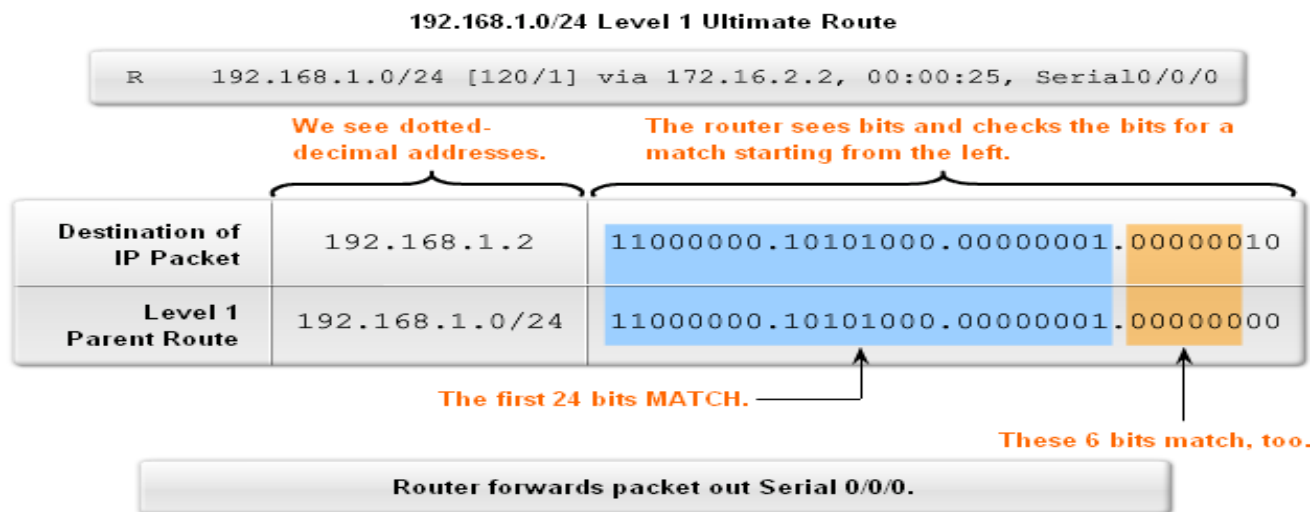 192.168.1.0/24 Level 1 Ultimate Route
R 192.168.1.0/24 [120/1] via 172.16.2.2, 00:00:25, Serial0/0/0
We see dotted-
decimal addresses.
The router sees bits and checks the bits for a
match starting from the left.
Destination of
IP Packet
192.168.1.2
11000000.10101000.00000001.00000010
Level 1
Parent Route
192.168.1.0/24
11000000.10101000.00000001.00000000
The first 24 bits MATCH.
These 6 bits match, too.
Router forwards packet out Serial 0/0/0.